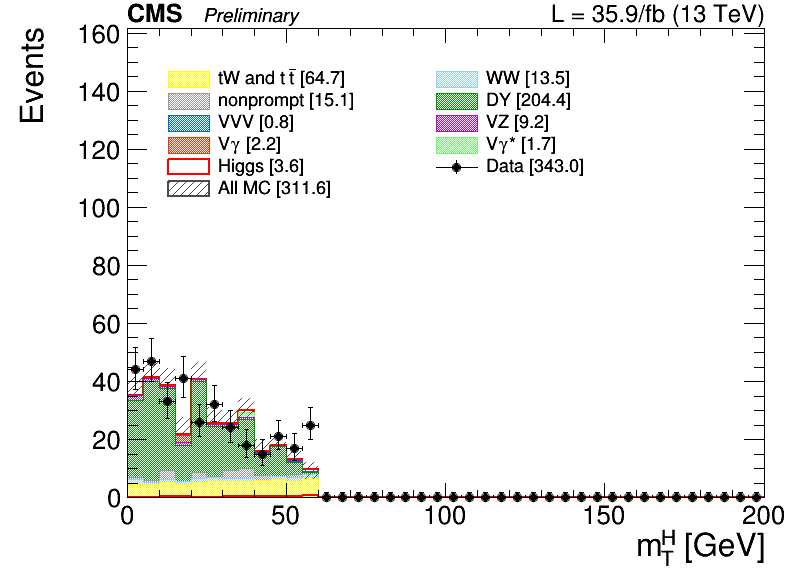 CMS Preliminary L = 35.9/fb (13 TeV)
Events
160
140
120
100
80
60
40
20
0
tW and tt̅ [64.7] WW [13.5]
nonprompt [15.1] DY [204.4]
VVV [0.8] VZ [9.2]
Vγ [2.2] Vγ* [1.7]
Higgs [3.6] Data [343.0]
All MC [311.6]
0 50 100 150 200
m_T^H [GeV]